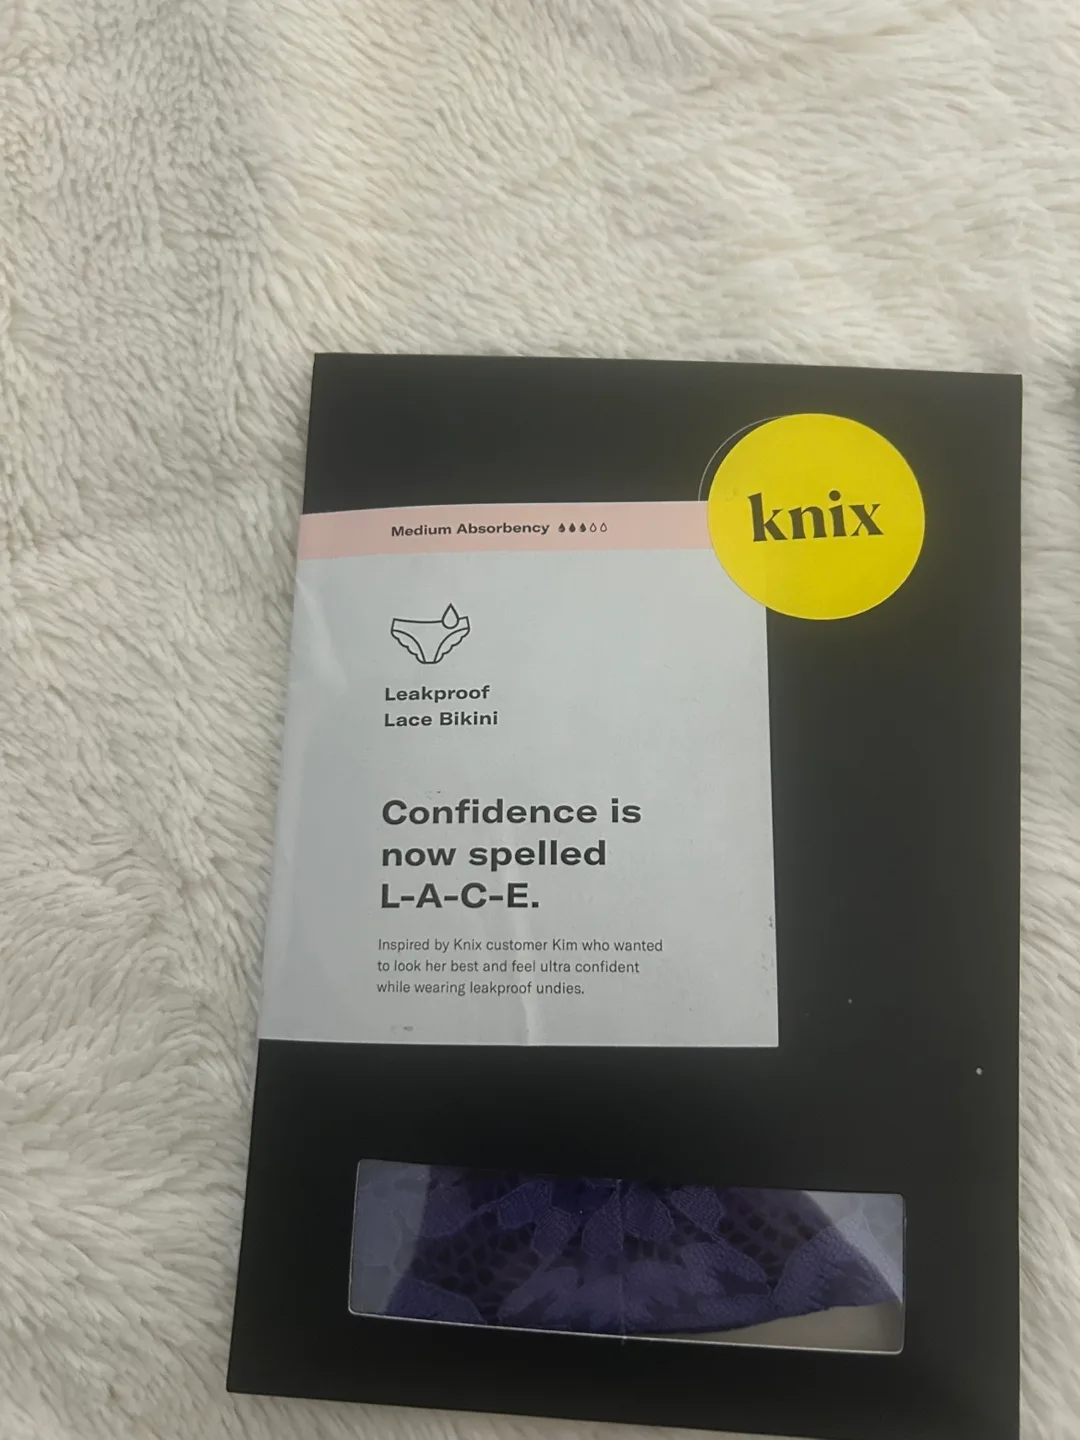 knix
Medium Absorbency
Leakproof
Lace Bikini
Confidence is
now spelled
L-A-C-E.
Inspired by Knix customer Kim who wanted
to look her best and feel ultra confident
while wearing leakproof undies.